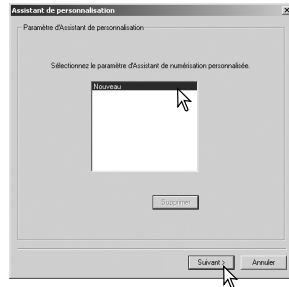 Assistant de personnalisation
Paramètre d'Assistant de personnalisation
Sélectionnez le paramètre d'Assistant de numérisation personnalisée.
Nouveau
Supprimer
Suivant >
Annuler